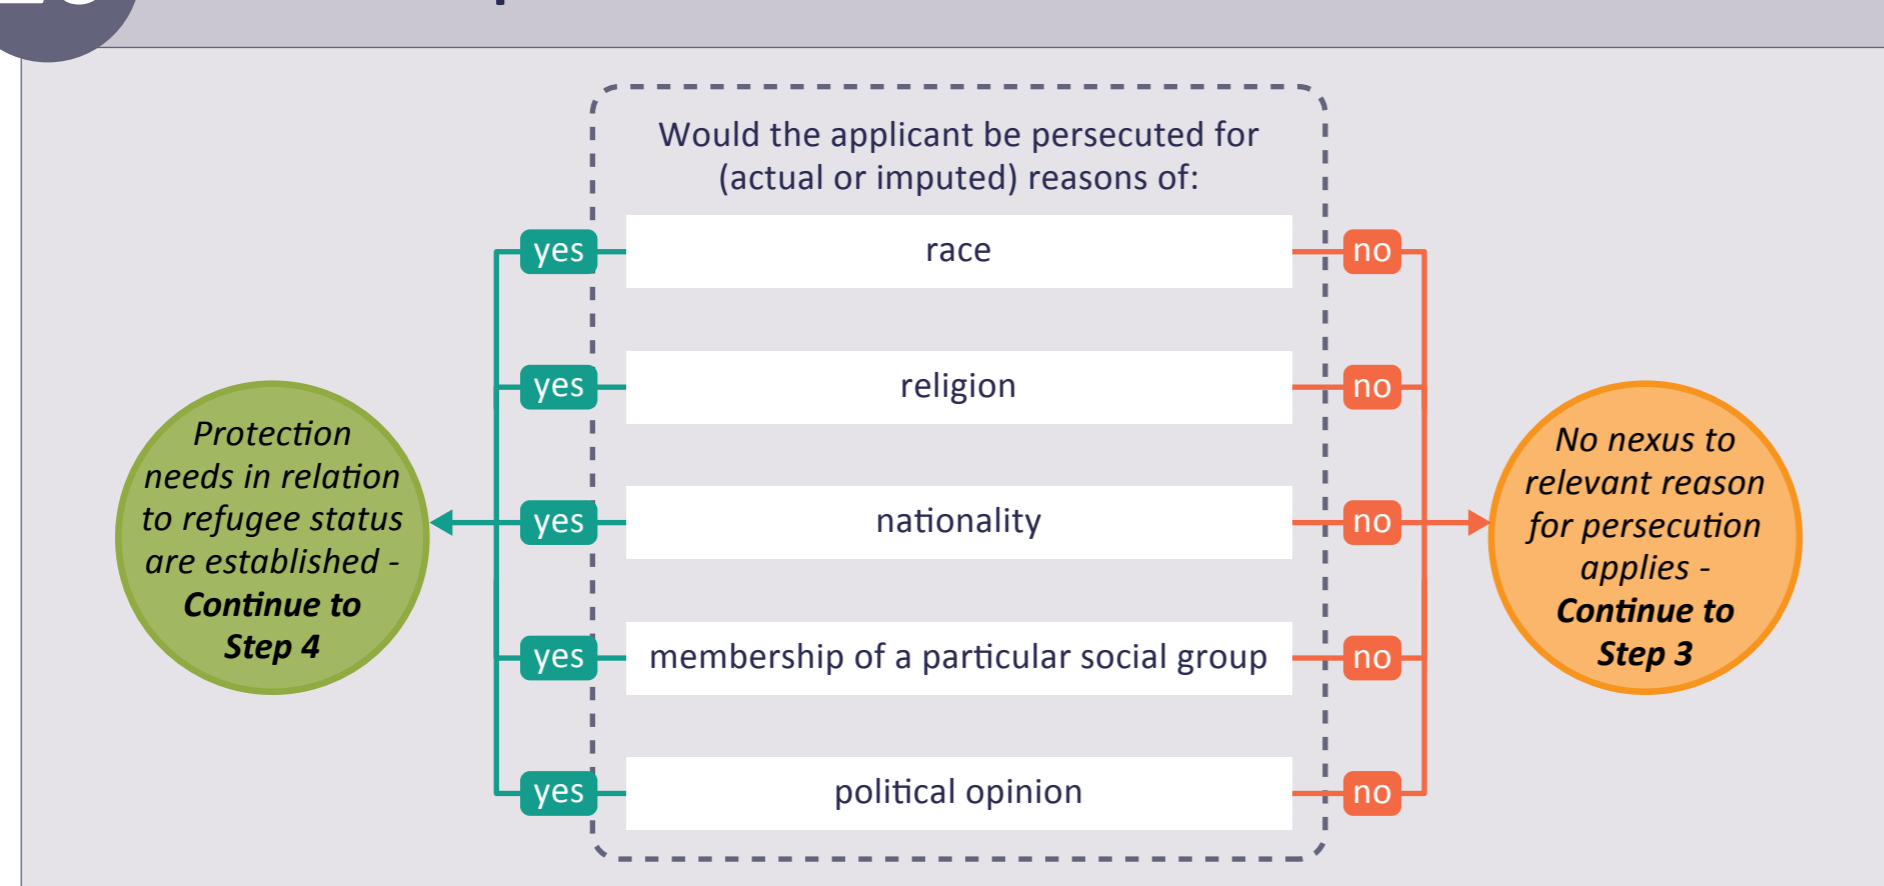 Would the applicant be persecuted for
(actual or imputed) reasons of:
yes
race
no
yes
religion
no
yes
nationality
no
yes
membership of a particular social group
no
yes
political opinion
no
Protection
needs in relation
to refugee status
are established -
Continue to
Step 4
No nexus to
relevant reason
for persecution
applies -
Continue to
Step 3